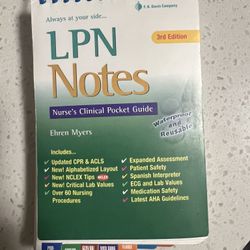 F. A. Davis Company
Always at your side...
LPN
3rd Edition
Notes
Nurse's Clinical Pocket Guide
Ehren Myers
Waterproof and
Reusable
Includes...
✔ Updated CPR & ACLS
✔ New! Alphabetized Layout
✔ New! NCLEX Tips
✔ New! Critical Lab Values
✔ Over 60 Nursing
Procedures
✔ Expanded Assessment
✔ Patient Safety
✔ Spanish Interpreter
✔ ECG and Lab Values
✔ Medication Safety
✔ Latest AHA Guidelines